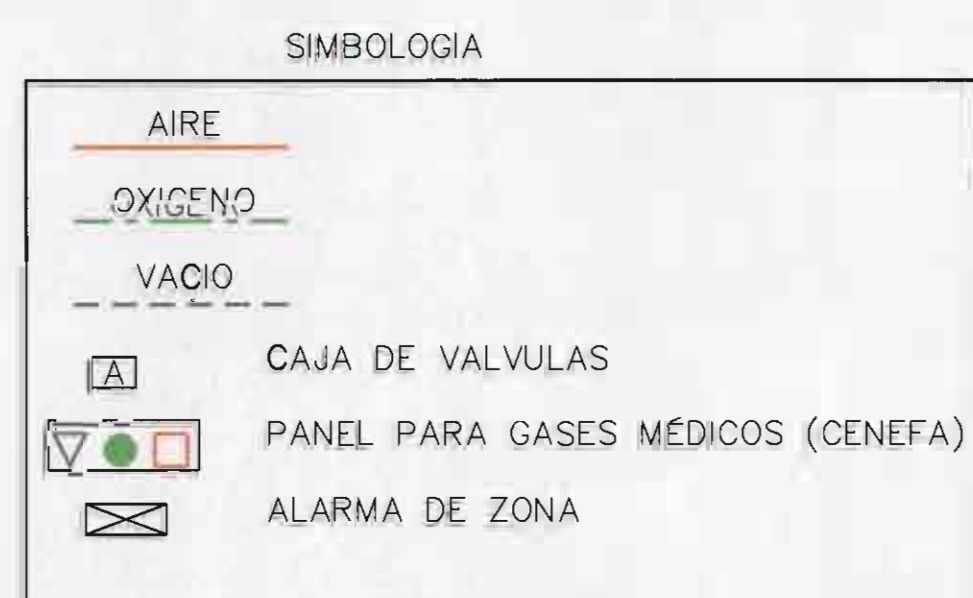 SIMBOLOGIA
AIRE
OXIGENO
VACIO
A CAJA DE VALVULAS
PANEL PARA GASES MÉDICOS (CENEFA)
ALARMA DE ZONA